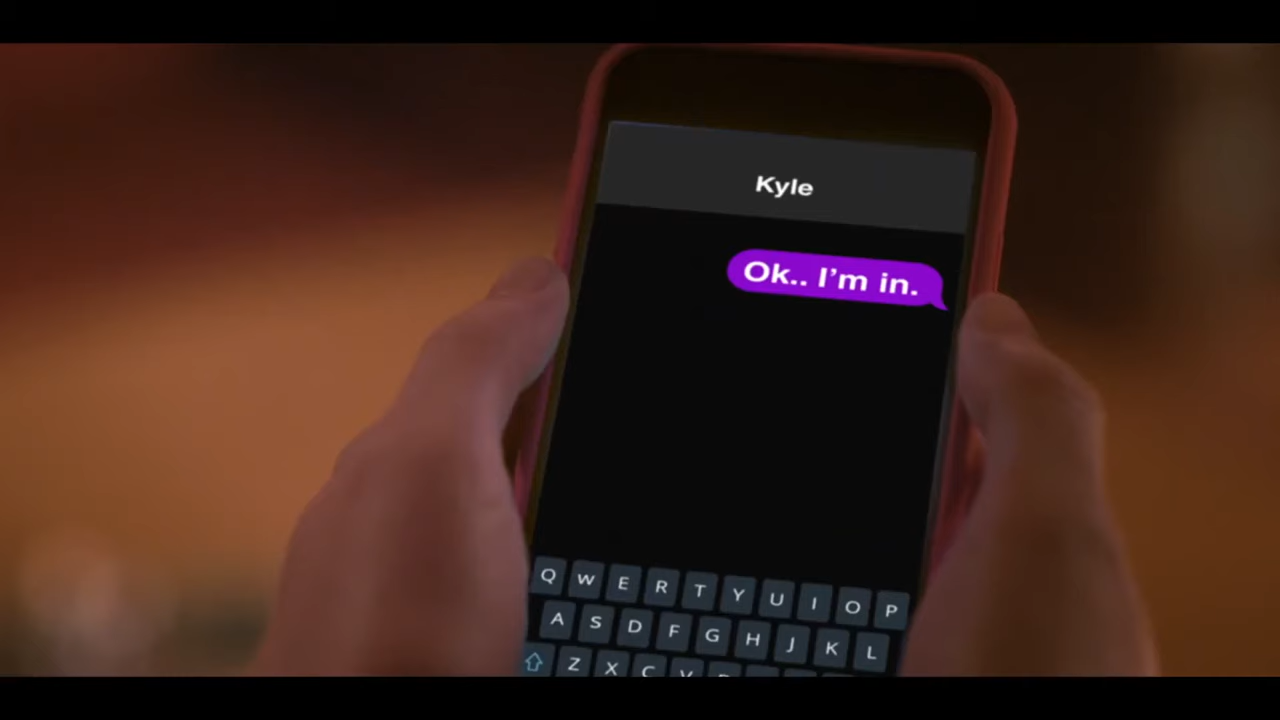 Kyle
Ok.. I'm in.
Q W E R T Y U I O P
A S D F G H J K L
Z X C V